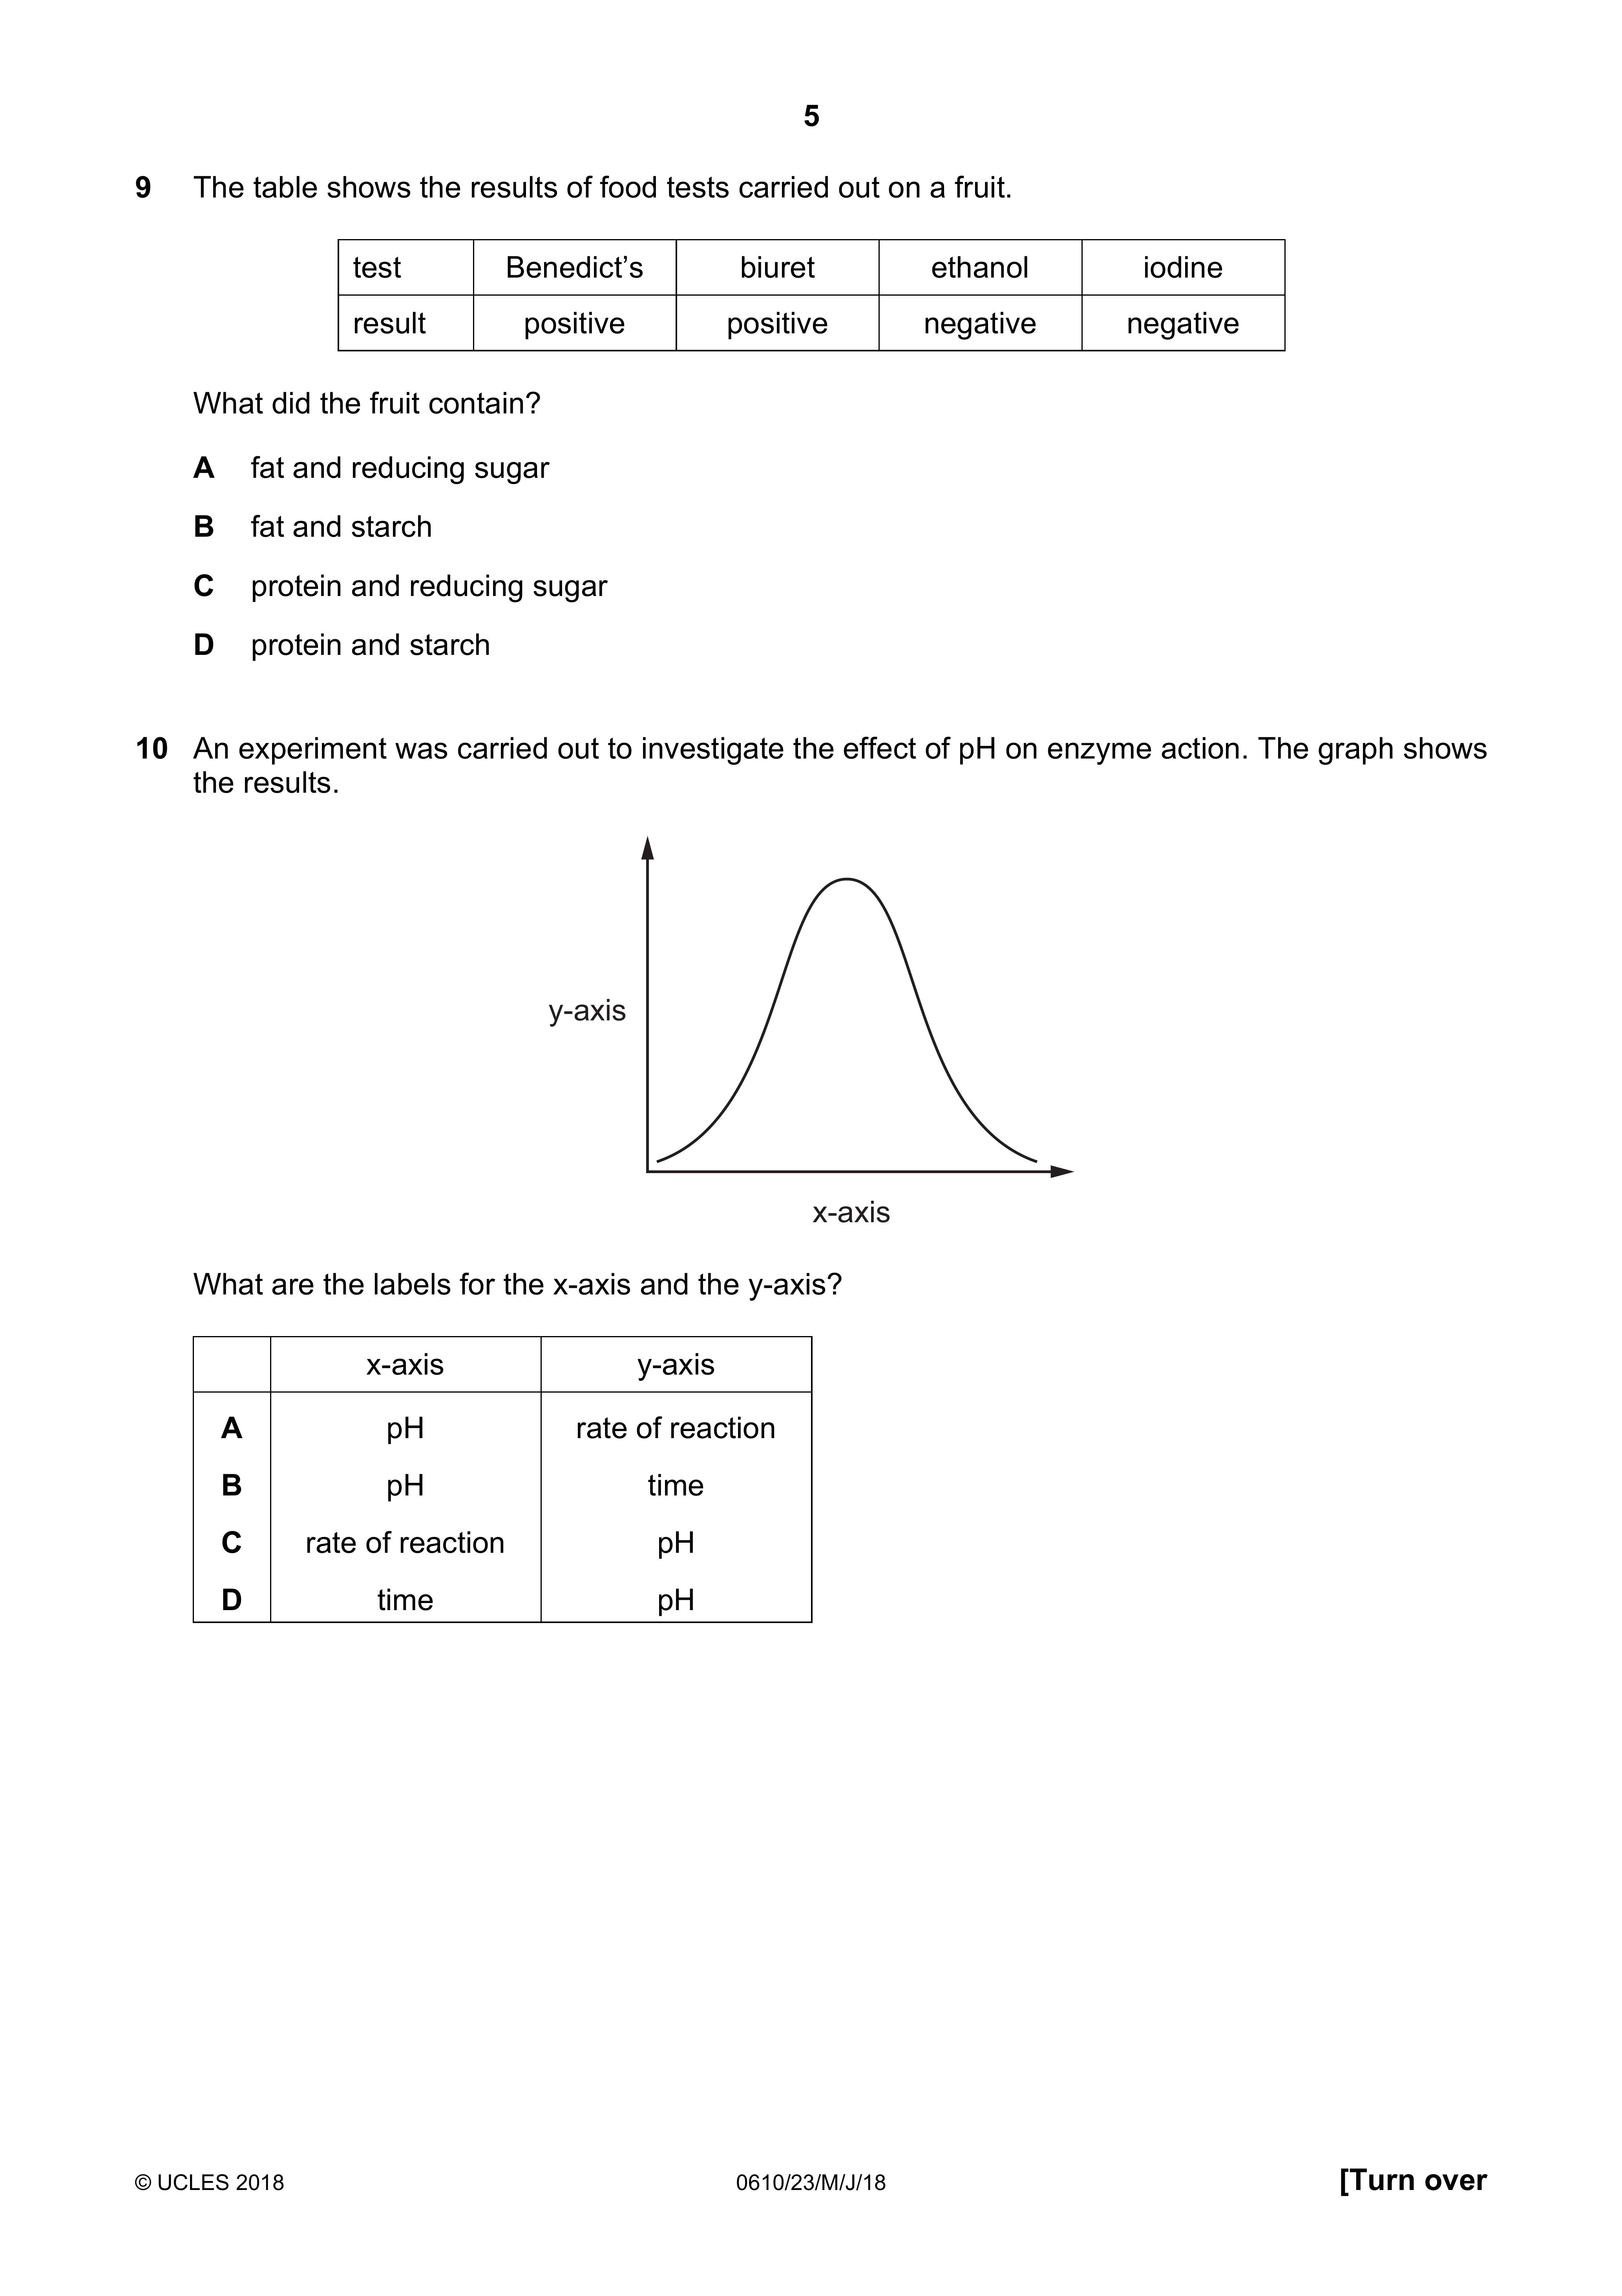 5
9 The table shows the results of food tests carried out on a fruit.
test Benedict’s biuret ethanol iodine
result positive positive negative negative
What did the fruit contain?
A fat and reducing sugar
B fat and starch
C protein and reducing sugar
D protein and starch
10 An experiment was carried out to investigate the effect of pH on enzyme action. The graph shows
the results.
y-axis
x-axis
What are the labels for the x-axis and the y-axis?
x-axis y-axis
A pH rate of reaction
B pH time
C rate of reaction pH
D time pH
© UCLES 2018 0610/23/M/J/18 [Turn over